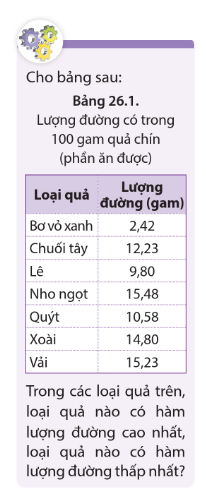 Cho bảng sau:
Bảng 26.1.
Lượng đường có trong
100 gam quả chín
(phần ăn được)
Loại quả Lượng đường (gam)
Bơ vỏ xanh 2,42
Chuối tây 12,23
Lê 9,80
Nho ngọt 15,48
Quýt 10,58
Xoài 14,80
Vải 15,23
Trong các loại quả trên,
loại quả nào có hàm
lượng đường cao nhất,
loại quả nào có hàm
lượng đường thấp nhất?